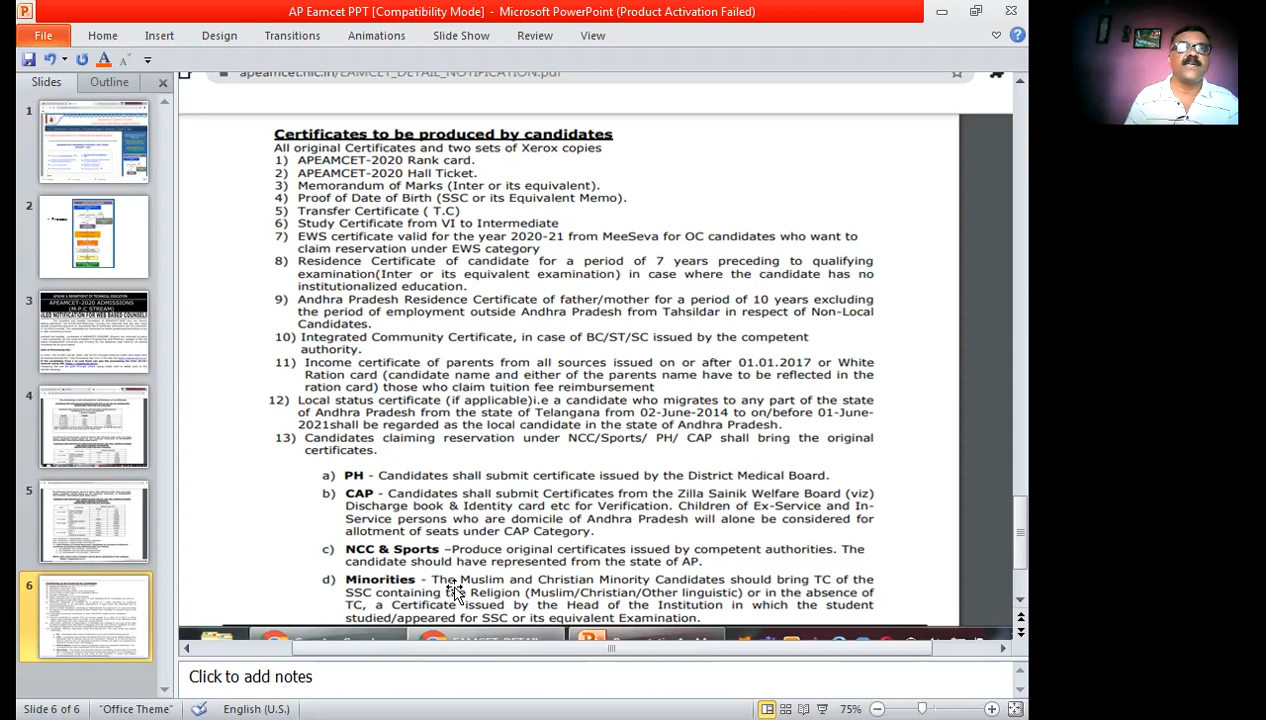 AP Eamcet PPT [Compatibility Mode] - Microsoft PowerPoint (Product Activation Failed)
File Home Insert Design Transitions Animations Slide Show Review View
Slides Outline
apeamcet.nic.in/EAMCET_DETAIL_NOTIFICATION.pdf
Certificates to be produced by candidates
All original Certificates and two sets of Xerox copies
1) APEAMCET-2020 Rank card.
2) APEAMCET-2020 Hall Ticket.
3) Memorandum of Marks (Inter or its equivalent).
4) Proof of Date of Birth (SSC or its Equivalent Memo).
5) Transfer Certificate ( T.C)
6) Study Certificate from VI to Intermediate
7) EWS certificate valid for the year 2020-21 from MeeSeva for OC candidates who want to
claim reservation under EWS category
8) Residence Certificate of candidate for a period of 7 years preceding to qualifying
examination(Inter or its equivalent examination) in case where the candidate has no
institutionalized education.
9) Andhra Pradesh Residence Certificate of father/mother for a period of 10 years excluding
the period of employment outside Andhra Pradesh from Tahsildar in respect of Non-Local
Candidates.
10) Integrated Community Certificate, in case of BC/ST/SC issued by the competent
authority.
11) Income certificate of parents from all sources issued on or after 01.01.2017 or White
Ration card (candidate name and either of the parents name have to be reflected in the
ration card) those who claim tuition fee reimbursement
12) Local status certificate (if applicable)i.e a candidate who migrates to any part of the state
of Andhra Pradesh from the state of Telangana from 02-June-2014 to on/before 01-June-
2021shall be regarded as the local candidate in the state of Andhra Pradesh.
13) Candidates claiming reservation under NCC/Sports/ PH/ CAP shall bring the original
certificates.
a) PH - Candidates shall submit certificate issued by the District Medical Board.
b) CAP - Candidates shall submit Certificates from the Zilla Sainik Welfare Board (viz)
Discharge book & Identity card etc for Verification. Children of Ex-Service and In-
Service persons who are domicile of Andhra Pradesh will alone be considered for
allotment of seats under CAP Category.
c) NCC & Sports –Produce original certificates issued by competent authorities. The
candidate should have represented from the state of AP.
d) Minorities - The Muslim and Christian Minority Candidates should bring TC of the
SSC containing the Religion (Muslim/Christian/Other linguistic) or in the absence of
TC, a Certificate issued by the Head of the Institution in which the student
studied/appeared for SSC or its equivalent Examination.
1
2
3
APEAMCET-2020 ADMISSIONS
(M.P.C STREAM)
4
5
6
Click to add notes
Slide 6 of 6 "Office Theme" English (U.S.) 75%